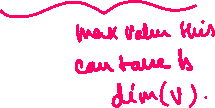 max value this
can take is
dim(V).